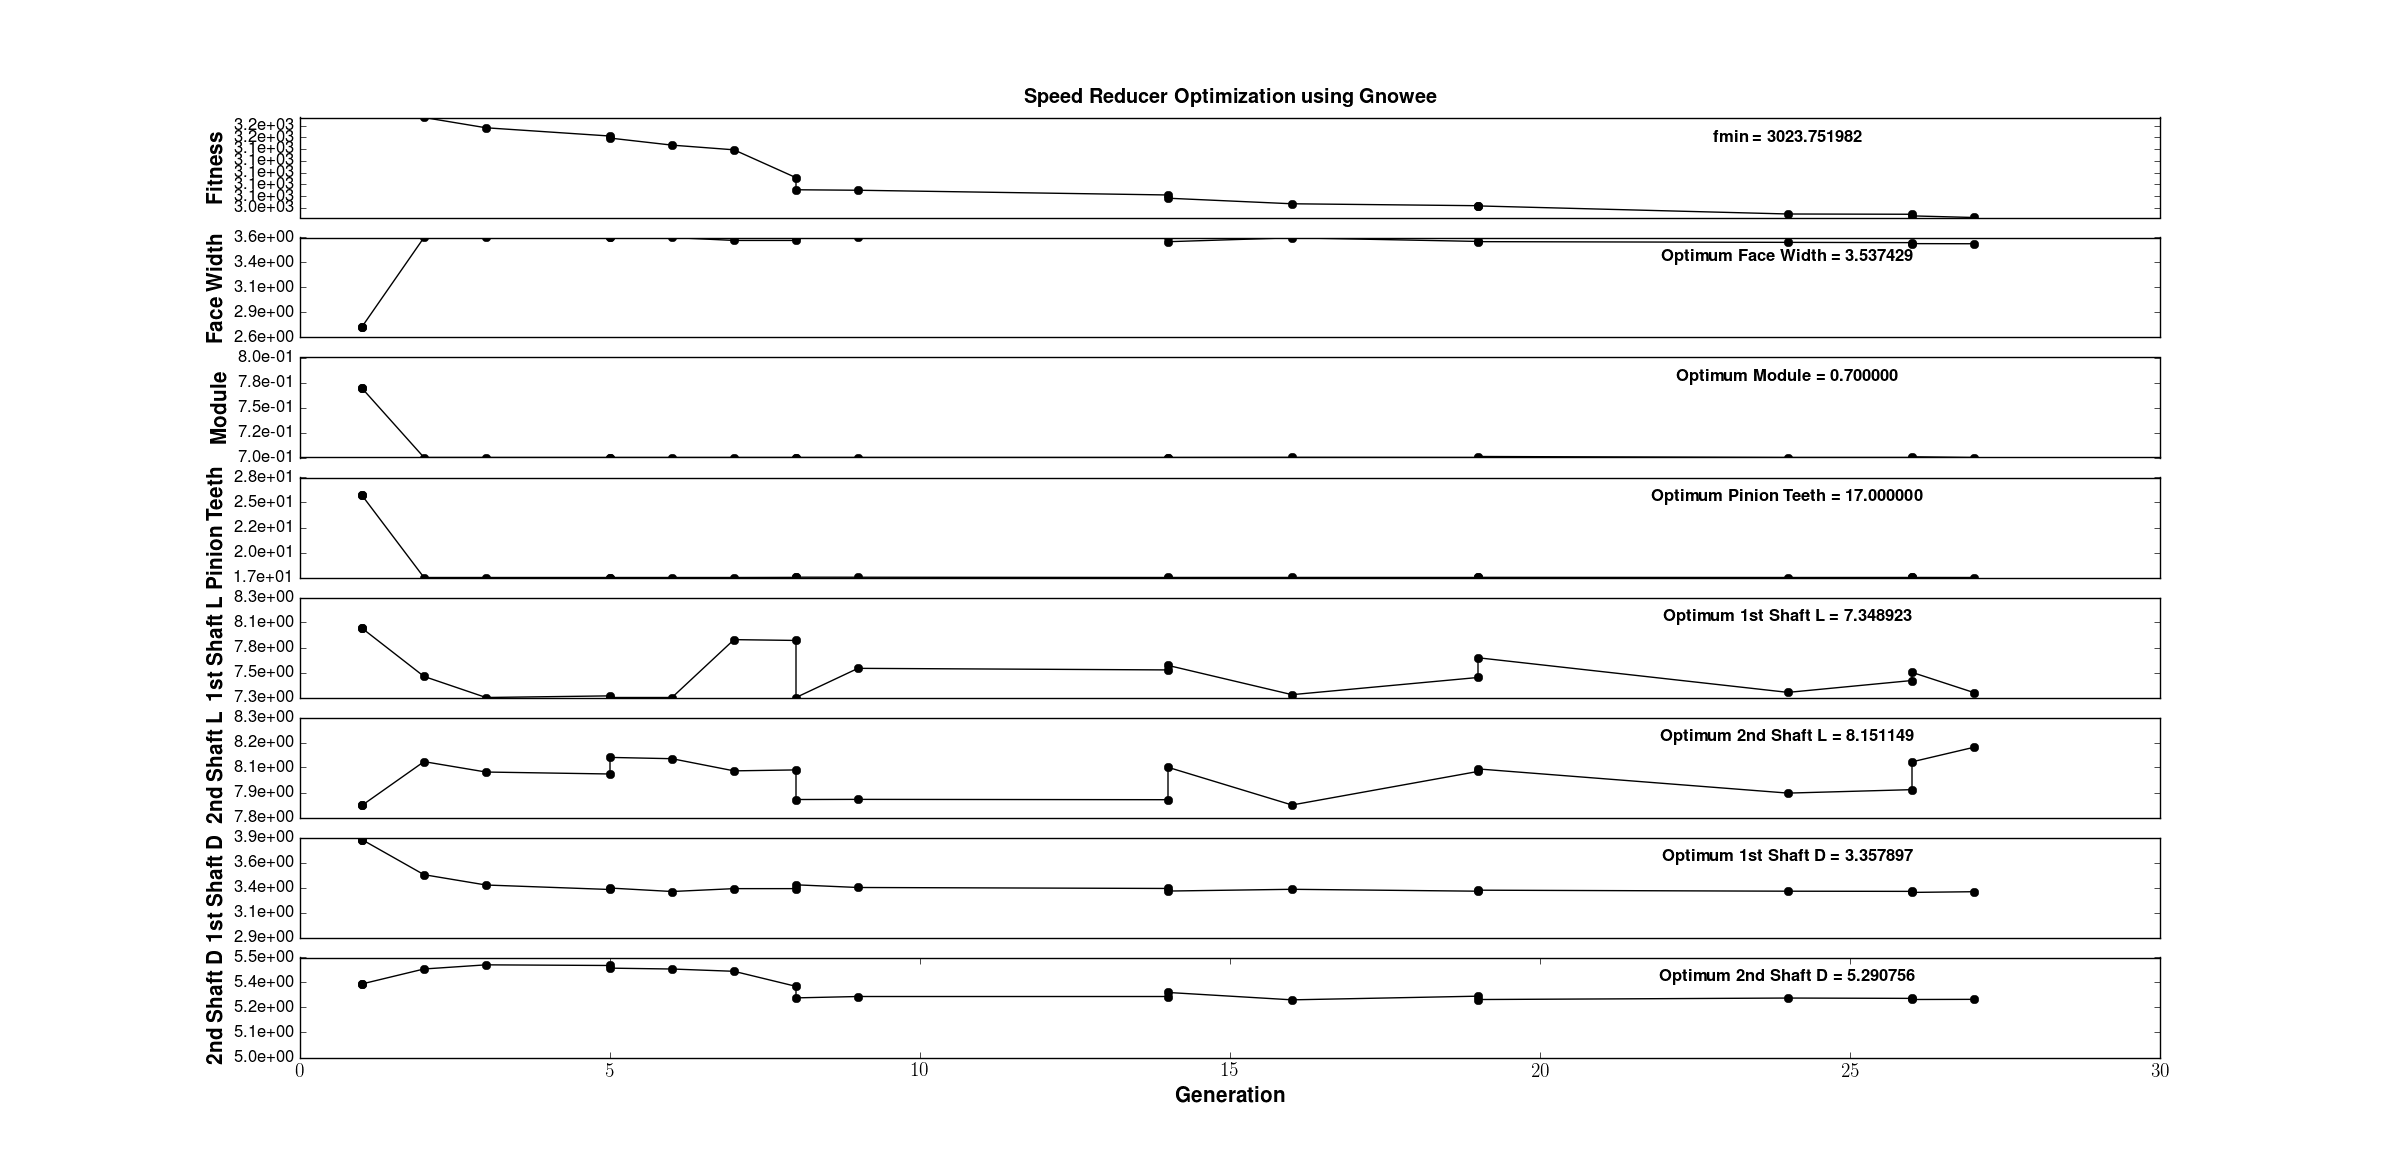 Speed Reducer Optimization using Gnowee
Fitness
3.2e+03
3.2e+03
3.1e+03
3.1e+03
3.1e+03
3.1e+03
3.1e+03
3.0e+03
fmin = 3023.751982
Face Width
3.6e+00
3.4e+00
3.1e+00
2.9e+00
2.6e+00
Optimum Face Width = 3.537429
Module
8.0e-01
7.8e-01
7.5e-01
7.2e-01
7.0e-01
Optimum Module = 0.700000
Pinion Teeth
2.8e+01
2.5e+01
2.2e+01
2.0e+01
1.7e+01
Optimum Pinion Teeth = 17.000000
1st Shaft L
8.3e+00
8.1e+00
7.8e+00
7.5e+00
7.3e+00
Optimum 1st Shaft L = 7.348923
2nd Shaft L
8.3e+00
8.2e+00
8.1e+00
7.9e+00
7.8e+00
Optimum 2nd Shaft L = 8.151149
1st Shaft D
3.9e+00
3.6e+00
3.4e+00
3.1e+00
2.9e+00
Optimum 1st Shaft D = 3.357897
2nd Shaft D
5.5e+00
5.4e+00
5.2e+00
5.1e+00
5.0e+00
Optimum 2nd Shaft D = 5.290756
0 5 10 15 20 25 30
Generation